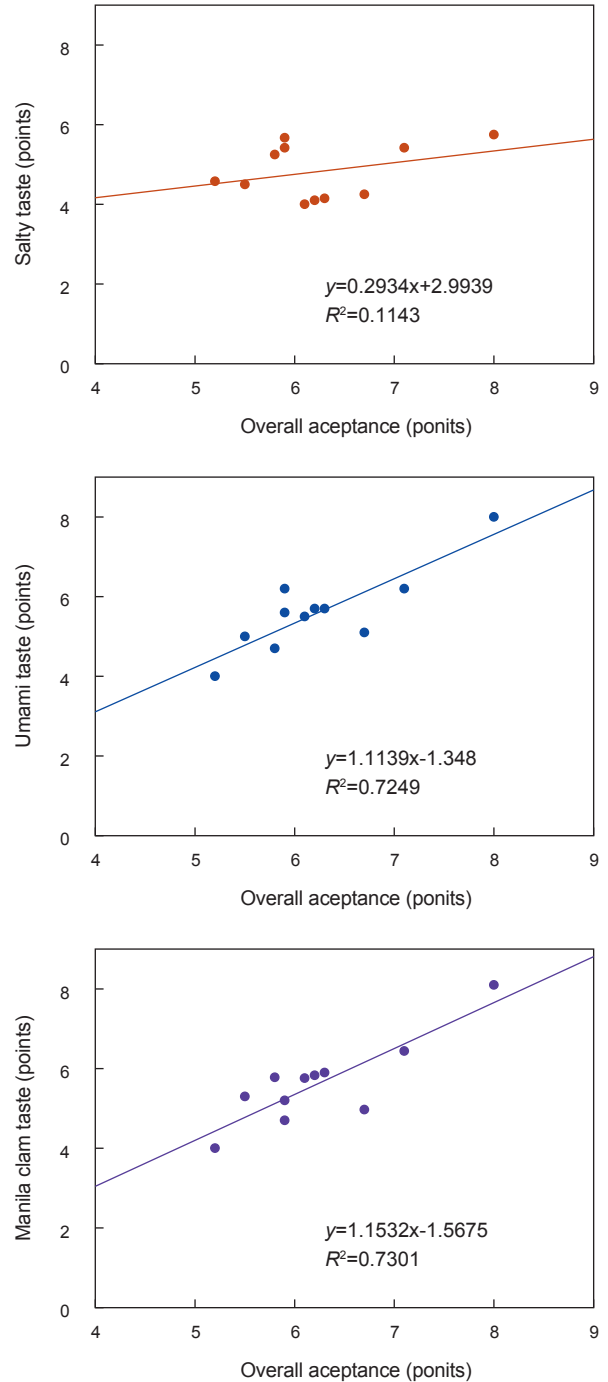 8
6
4
2
0
Salty taste (points)
y=0.2934x+2.9939
R²=0.1143
4 5 6 7 8 9
Overall aceptance (ponits)
8
6
4
2
0
Umami taste (points)
y=1.1139x-1.348
R²=0.7249
4 5 6 7 8 9
Overall aceptance (ponits)
8
6
4
2
0
Manila clam taste (points)
y=1.1532x-1.5675
R²=0.7301
4 5 6 7 8 9
Overall aceptance (ponits)